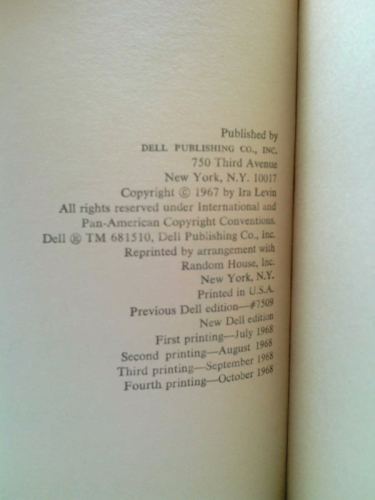 Published by
DELL PUBLISHING CO., INC.
750 Third Avenue
New York, N.Y. 10017
Copyright © 1967 by Ira Levin
All rights reserved under International and
Pan-American Copyright Conventions.
Dell ® TM 681510, Dell Publishing Co., Inc.
Reprinted by arrangement with
Random House, Inc.
New York, N.Y.
Printed in U.S.A.
Previous Dell edition—#7509
New Dell edition
First printing—July 1968
Second printing—August 1968
Third printing—September 1968
Fourth printing—October 1968